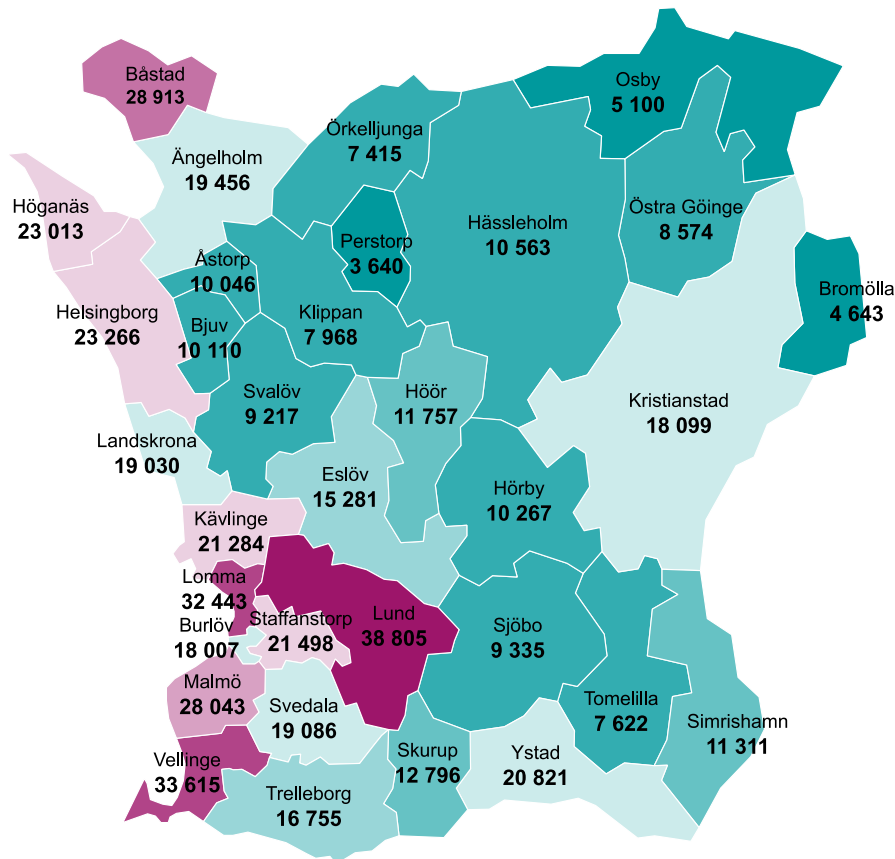 Båstad
28 913
Osby
5 100
Örkelljunga
7 415
Ängelholm
19 456
Höganäs
23 013
Östra Göinge
8 574
Hässleholm
10 563
Perstorp
3 640
Åstorp
10 046
Bromölla
4 643
Helsingborg
23 266
Bjuv
10 110
Klippan
7 968
Svalöv
9 217
Höör
11 757
Kristianstad
18 099
Landskrona
19 030
Eslöv
15 281
Hörby
10 267
Kävlinge
21 284
Lomma
32 443
Burlöv
18 007
Staffanstorp
21 498
Lund
38 805
Sjöbo
9 335
Malmö
28 043
Svedala
19 086
Tomelilla
7 622
Simrishamn
11 311
Vellinge
33 615
Skurup
12 796
Ystad
20 821
Trelleborg
16 755